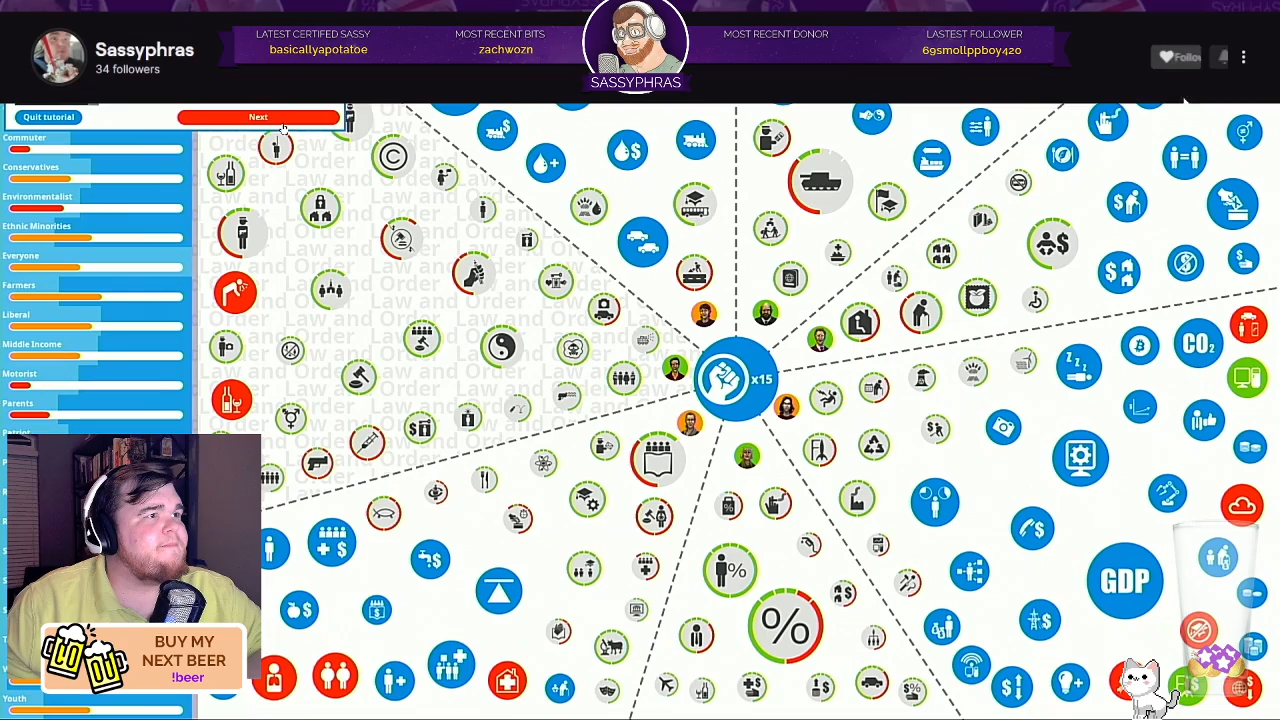 Sassyphras
34 followers
LATEST CERTIFED SASSY
basicallyapotatoe
MOST RECENT BITS
zachwozn
SASSYPHRAS
MOST RECENT DONOR
LASTEST FOLLOWER
69smollppboy420
Follow
Quit tutorial
Next
Commuter
Conservatives
Environmentalist
Ethnic Minorities
Everyone
Farmers
Liberal
Middle Income
Motorist
Parents
Youth
Law and Order
x15
CO₂
GDP
%
BUY MY
NEXT BEER
!beer